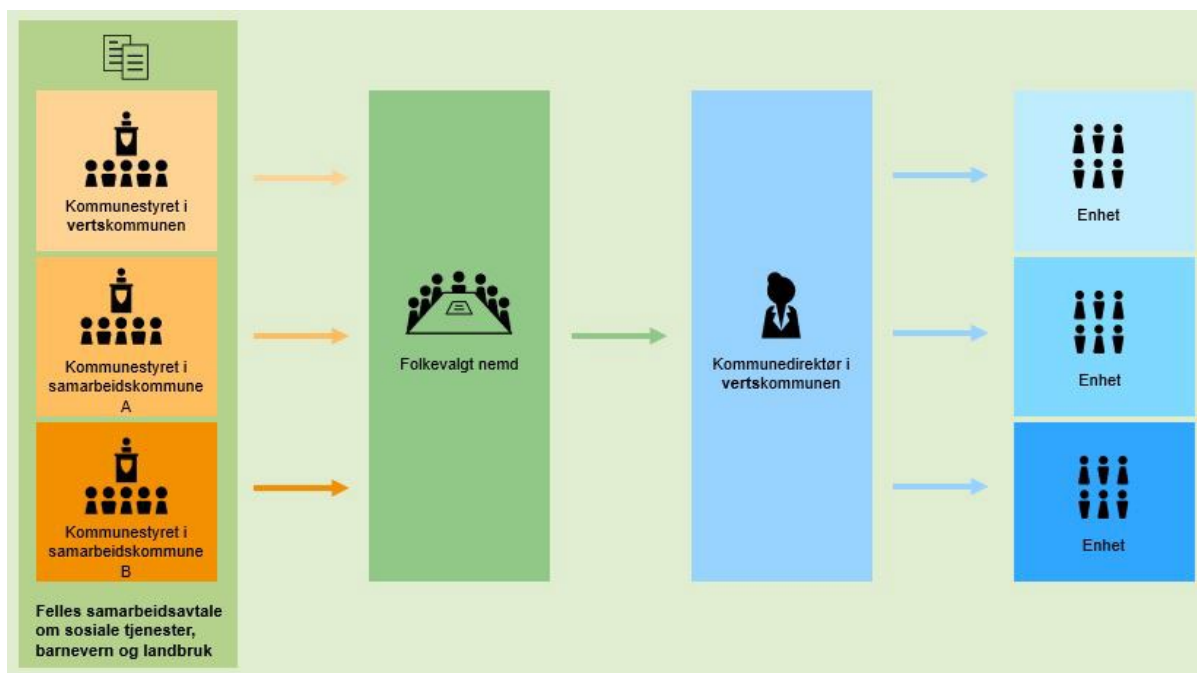 Kommunestyret i
vertskommunen
Kommunestyret i
samarbeidskommune
A
Kommunestyret i
samarbeidskommune
B
Felles samarbeidsavtale
om sosiale tjenester,
barnevern og landbruk
Folkevalgt nemd
Kommunedirektør i
vertskommunen
Enhet
Enhet
Enhet